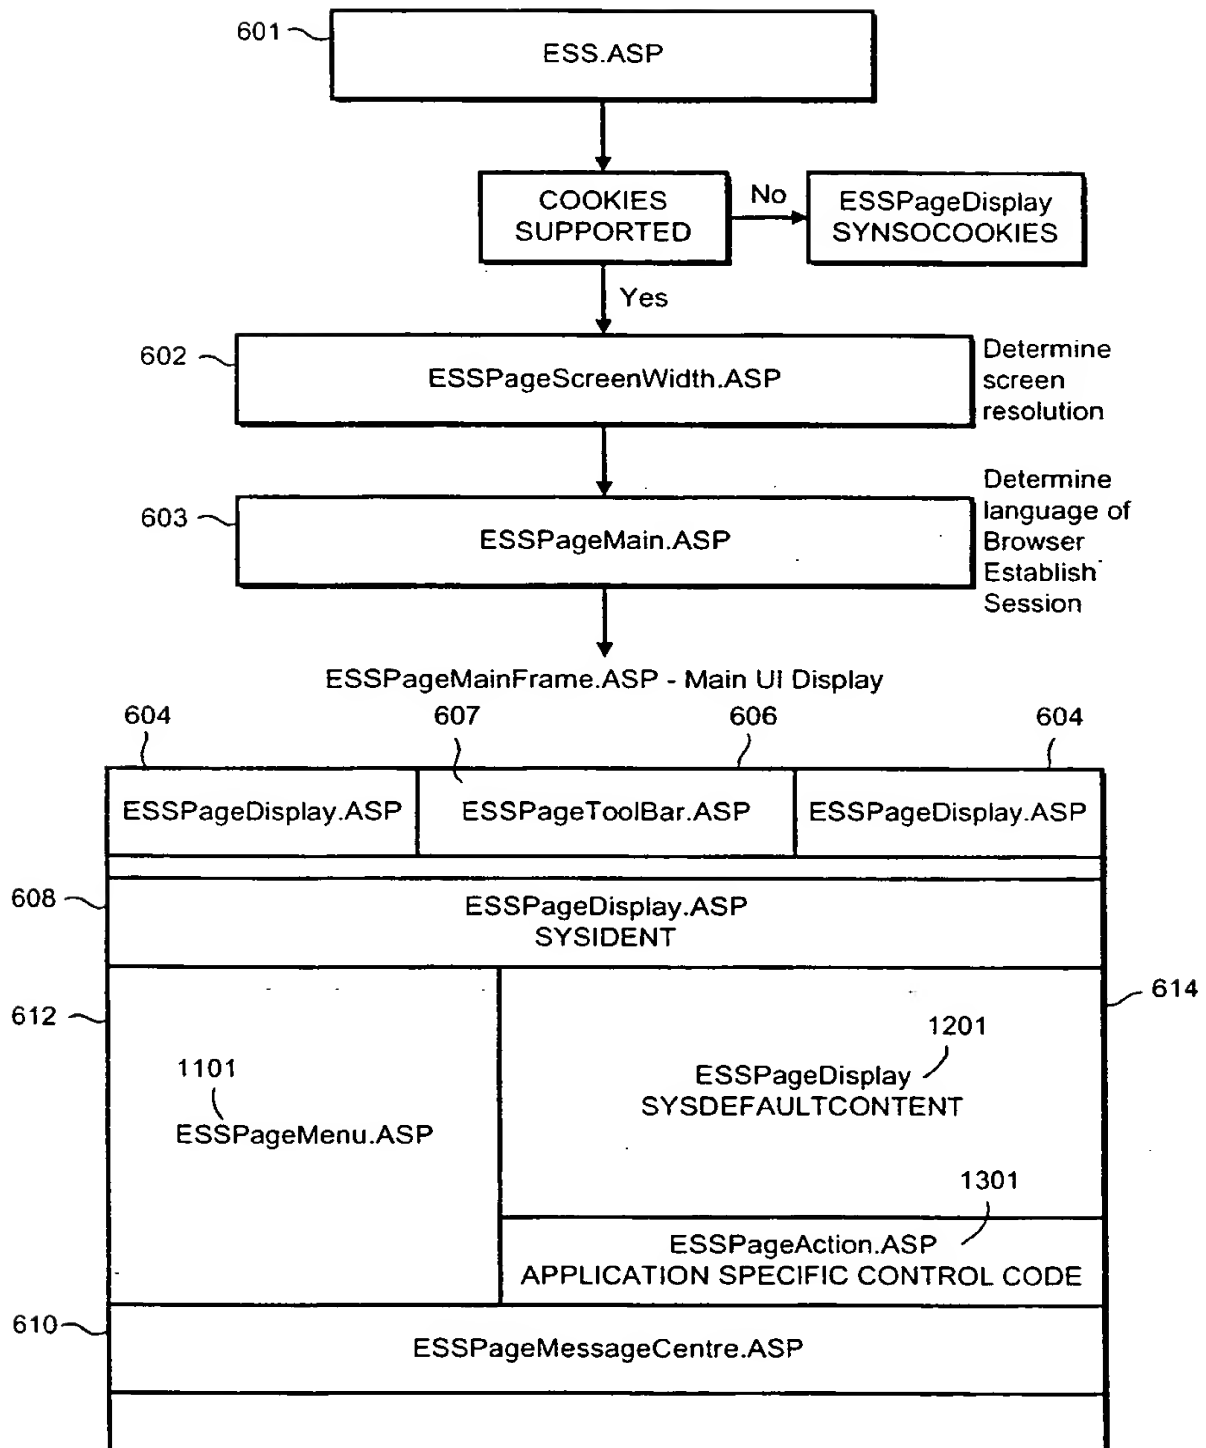 601
ESS.ASP
COOKIES
SUPPORTED
No
ESSPageDisplay
SYNSOCOOKIES
Yes
602
ESSPageScreenWidth.ASP
Determine
screen
resolution
603
ESSPageMain.ASP
Determine
language of
Browser
Establish
Session
ESSPageMainFrame.ASP - Main UI Display
604
607
606
604
ESSPageDisplay.ASP
ESSPageToolBar.ASP
ESSPageDisplay.ASP
608
ESSPageDisplay.ASP
SYSIDENT
612
614
1101
ESSPageMenu.ASP
1201
ESSPageDisplay
SYSDEFAULTCONTENT
1301
ESSPageAction.ASP
APPLICATION SPECIFIC CONTROL CODE
610
ESSPageMessageCentre.ASP